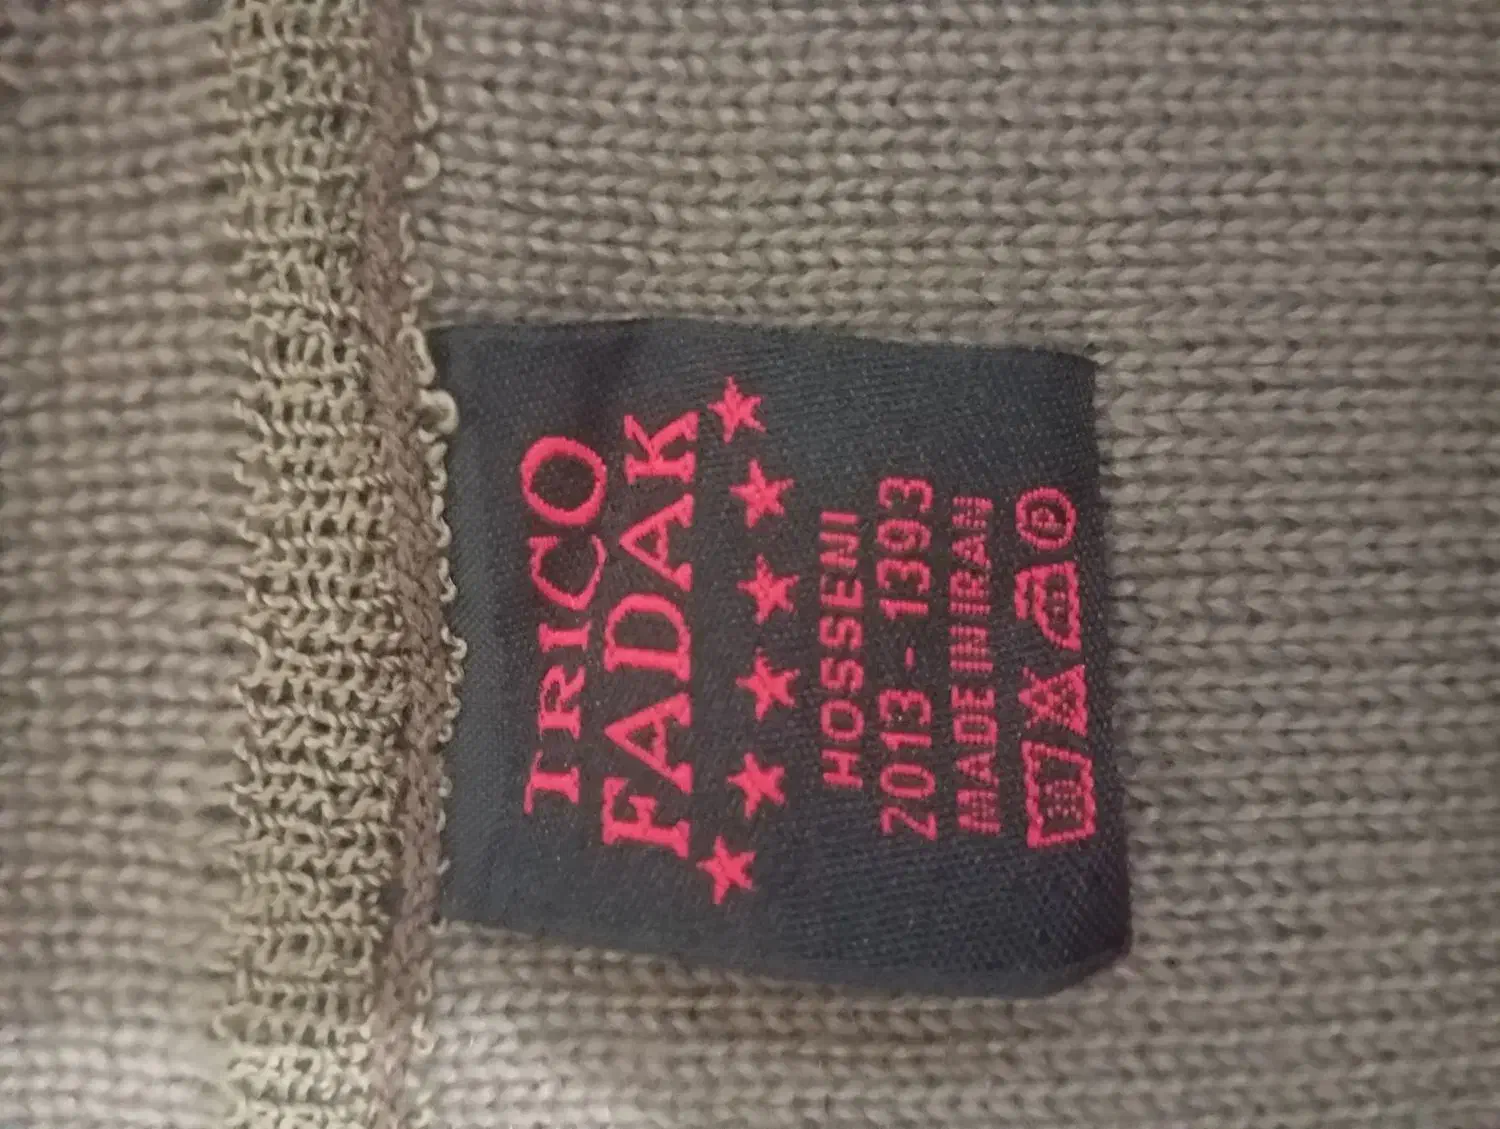 TRICO
FADAK
HOSSENI
2013 - 1393
MADE IN IRAN
P